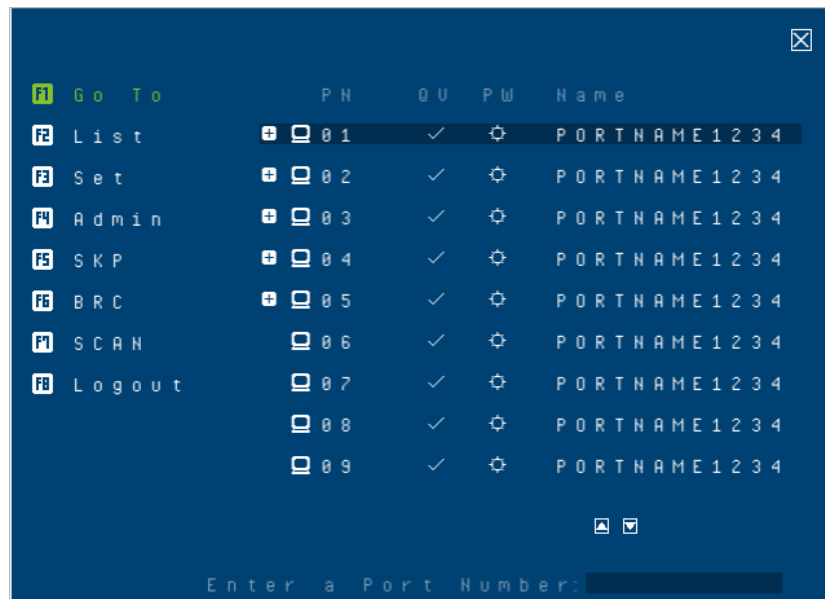 F1 Go To PN QV PW Name
F2 List 01 PORTNAME1234
F3 Set 02 PORTNAME1234
F4 Admin 03 PORTNAME1234
F5 SKP 04 PORTNAME1234
F6 BRC 05 PORTNAME1234
F7 SCAN 06 PORTNAME1234
F8 Logout 07 PORTNAME1234
08 PORTNAME1234
09 PORTNAME1234
Enter a Port Number: